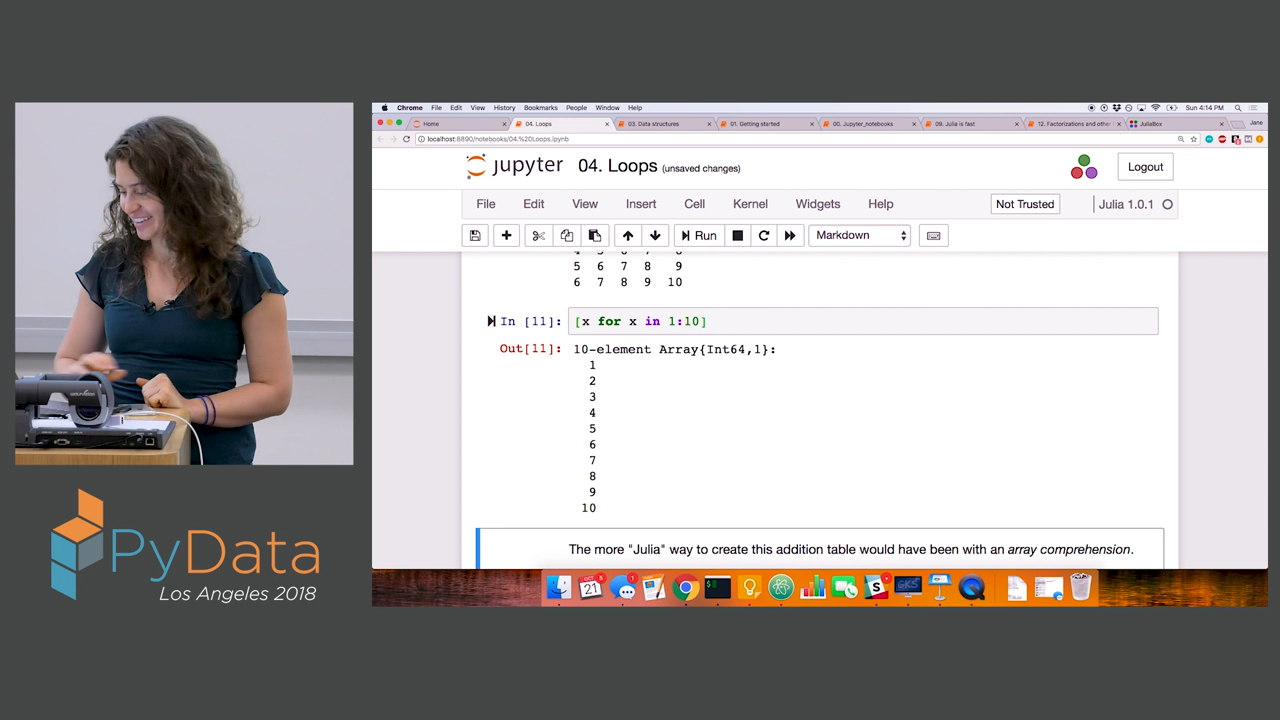 Chrome File Edit View History Bookmarks People Window Help
Sun 4:14 PM
Home
04. Loops
03. Data structures
01. Getting started
00. Jupyter_notebooks
09. Julia is fast
12. Factorizations and other
JuliaBox
Jane
localhost:8890/notebooks/04.%20Loops.ipynb
jupyter 04. Loops (unsaved changes)
Logout
File Edit View Insert Cell Kernel Widgets Help
Not Trusted
Julia 1.0.1
Run
Markdown
5 6 7 8 9
6 7 8 9 10
In [11]: [x for x in 1:10]
Out[11]: 10-element Array{Int64,1}:
1
2
3
4
5
6
7
8
9
10
The more "Julia" way to create this addition table would have been with an array comprehension.
PyData
Los Angeles 2018